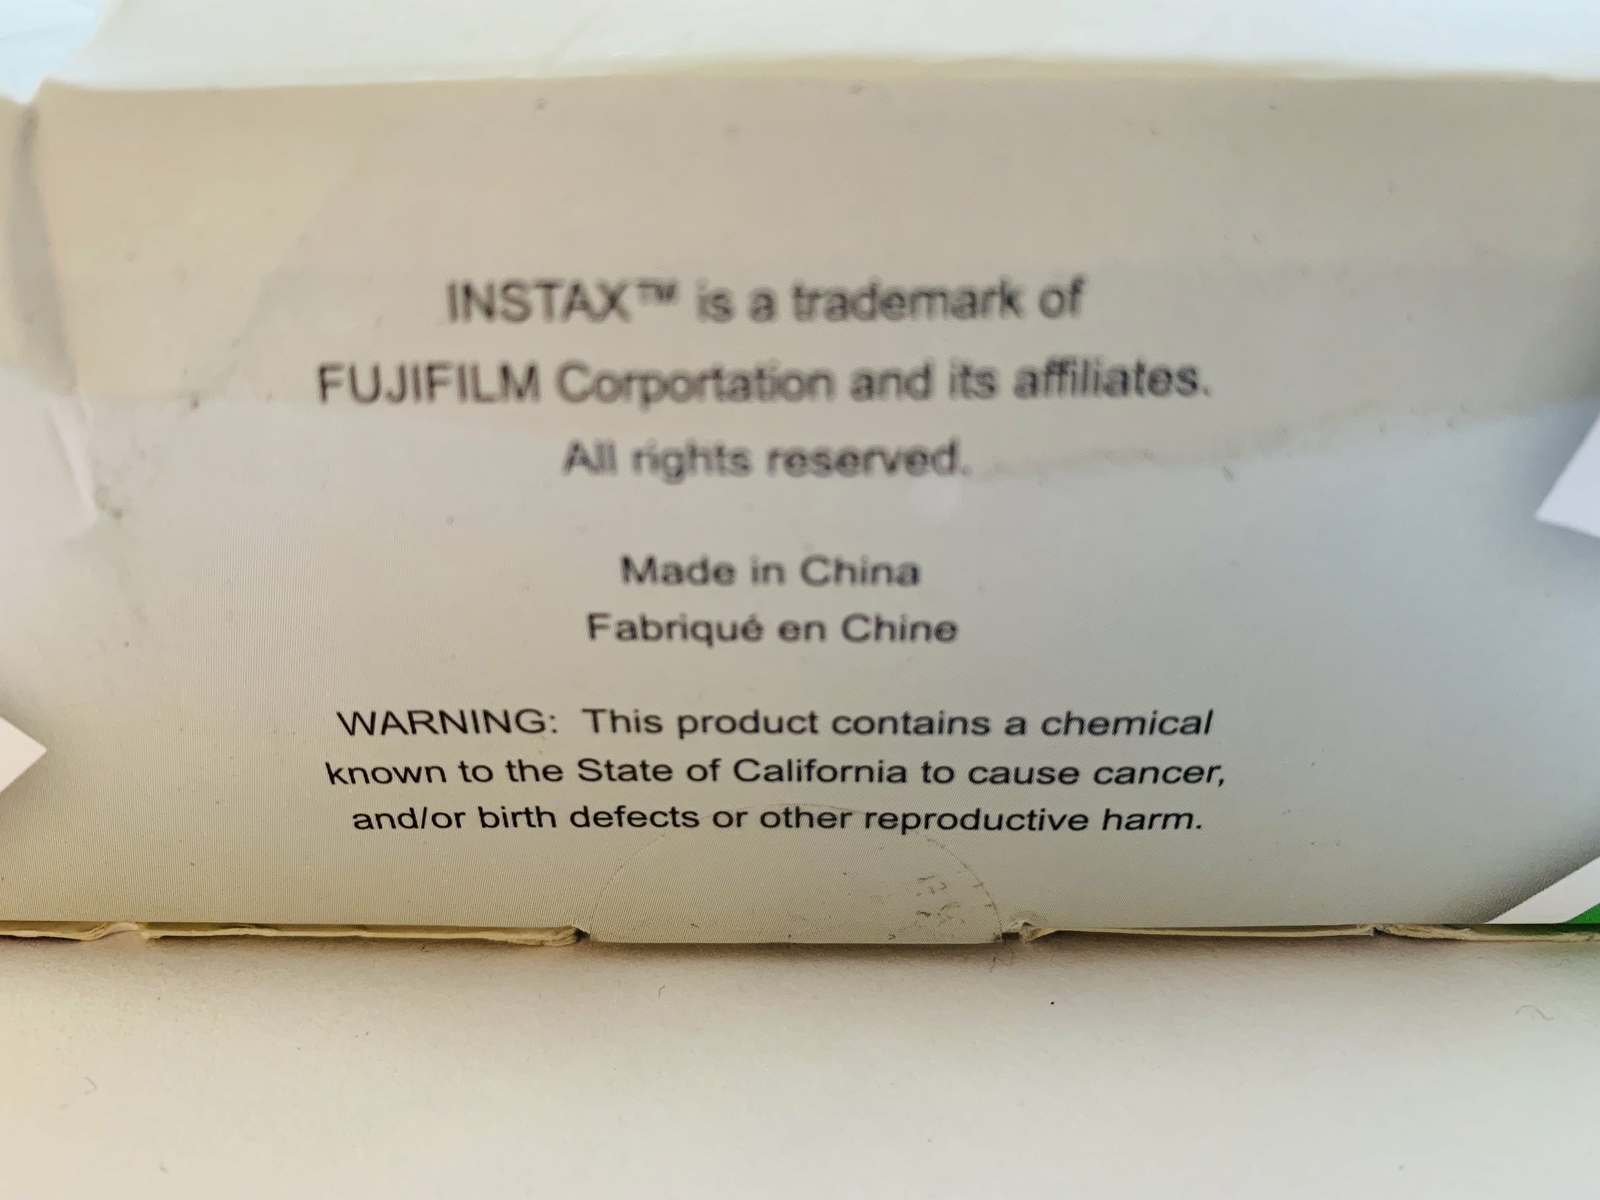 INSTAX™ is a trademark of
FUJIFILM Corportation and its affiliates.
All rights reserved.
Made in China
Fabriqué en Chine
WARNING: This product contains a chemical
known to the State of California to cause cancer,
and/or birth defects or other reproductive harm.